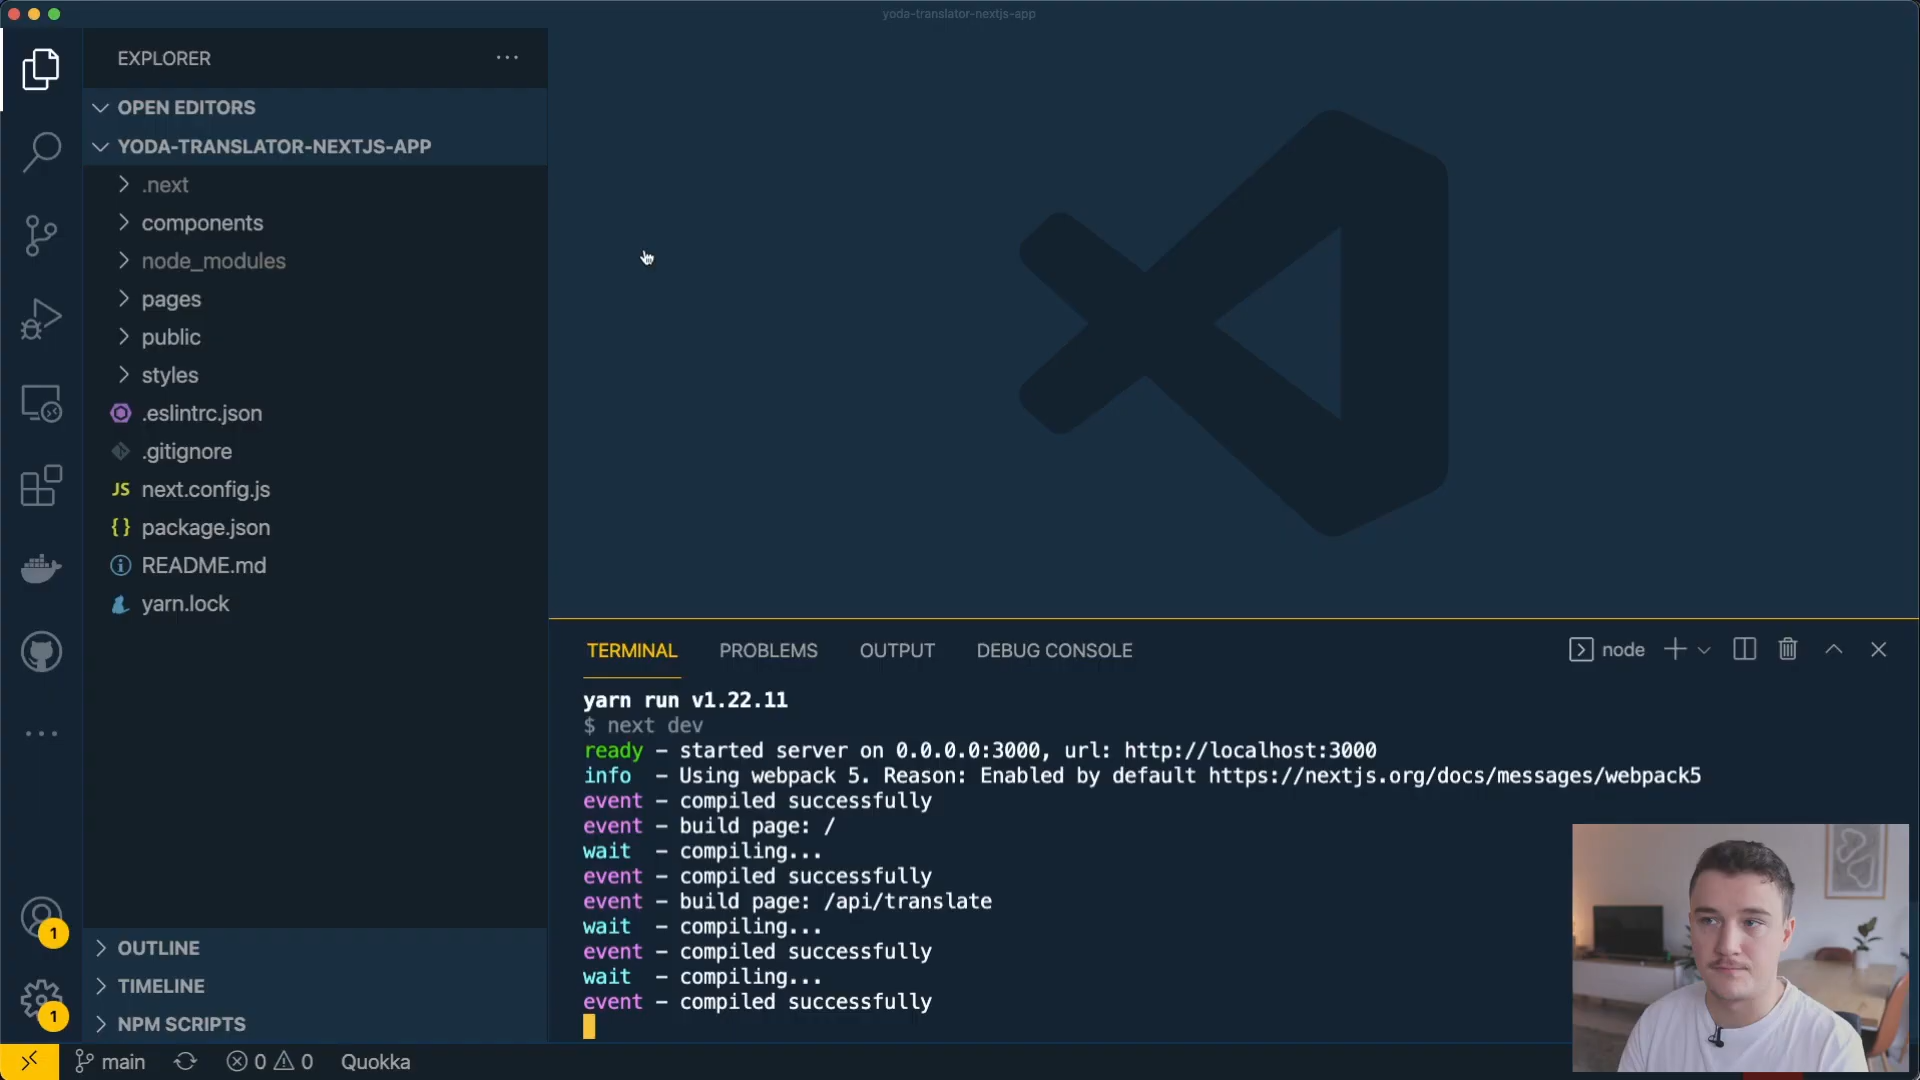 yoda-translator-nextjs-app
EXPLORER
OPEN EDITORS
YODA-TRANSLATOR-NEXTJS-APP
.next
components
node_modules
pages
public
styles
.eslintrc.json
.gitignore
JS next.config.js
{} package.json
README.md
yarn.lock
OUTLINE
TIMELINE
NPM SCRIPTS
1
1
TERMINAL PROBLEMS OUTPUT DEBUG CONSOLE node
yarn run v1.22.11
$ next dev
ready - started server on 0.0.0.0:3000, url: http://localhost:3000
info - Using webpack 5. Reason: Enabled by default https://nextjs.org/docs/messages/webpack5
event - compiled successfully
event - build page: /
wait - compiling...
event - compiled successfully
event - build page: /api/translate
wait - compiling...
event - compiled successfully
wait - compiling...
event - compiled successfully
main 0 0 Quokka